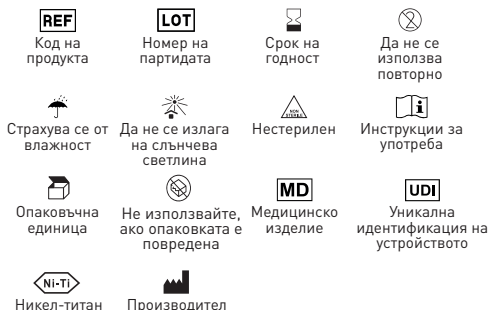 REF LOT
Код на продукта
Номер на партидата
Срок на годност
2
Да не се използва повторно
Страхува се от влажност
Да не се излага на слънчева светлина
NON STERILE
Нестерилен
i
Инструкции за употреба
Опаковъчна единица
Не използвайте, ако опаковката е повредена
MD
Медицинско изделие
UDI
Уникална идентификация на устройството
Ni-Ti
Никел-титан
Производител